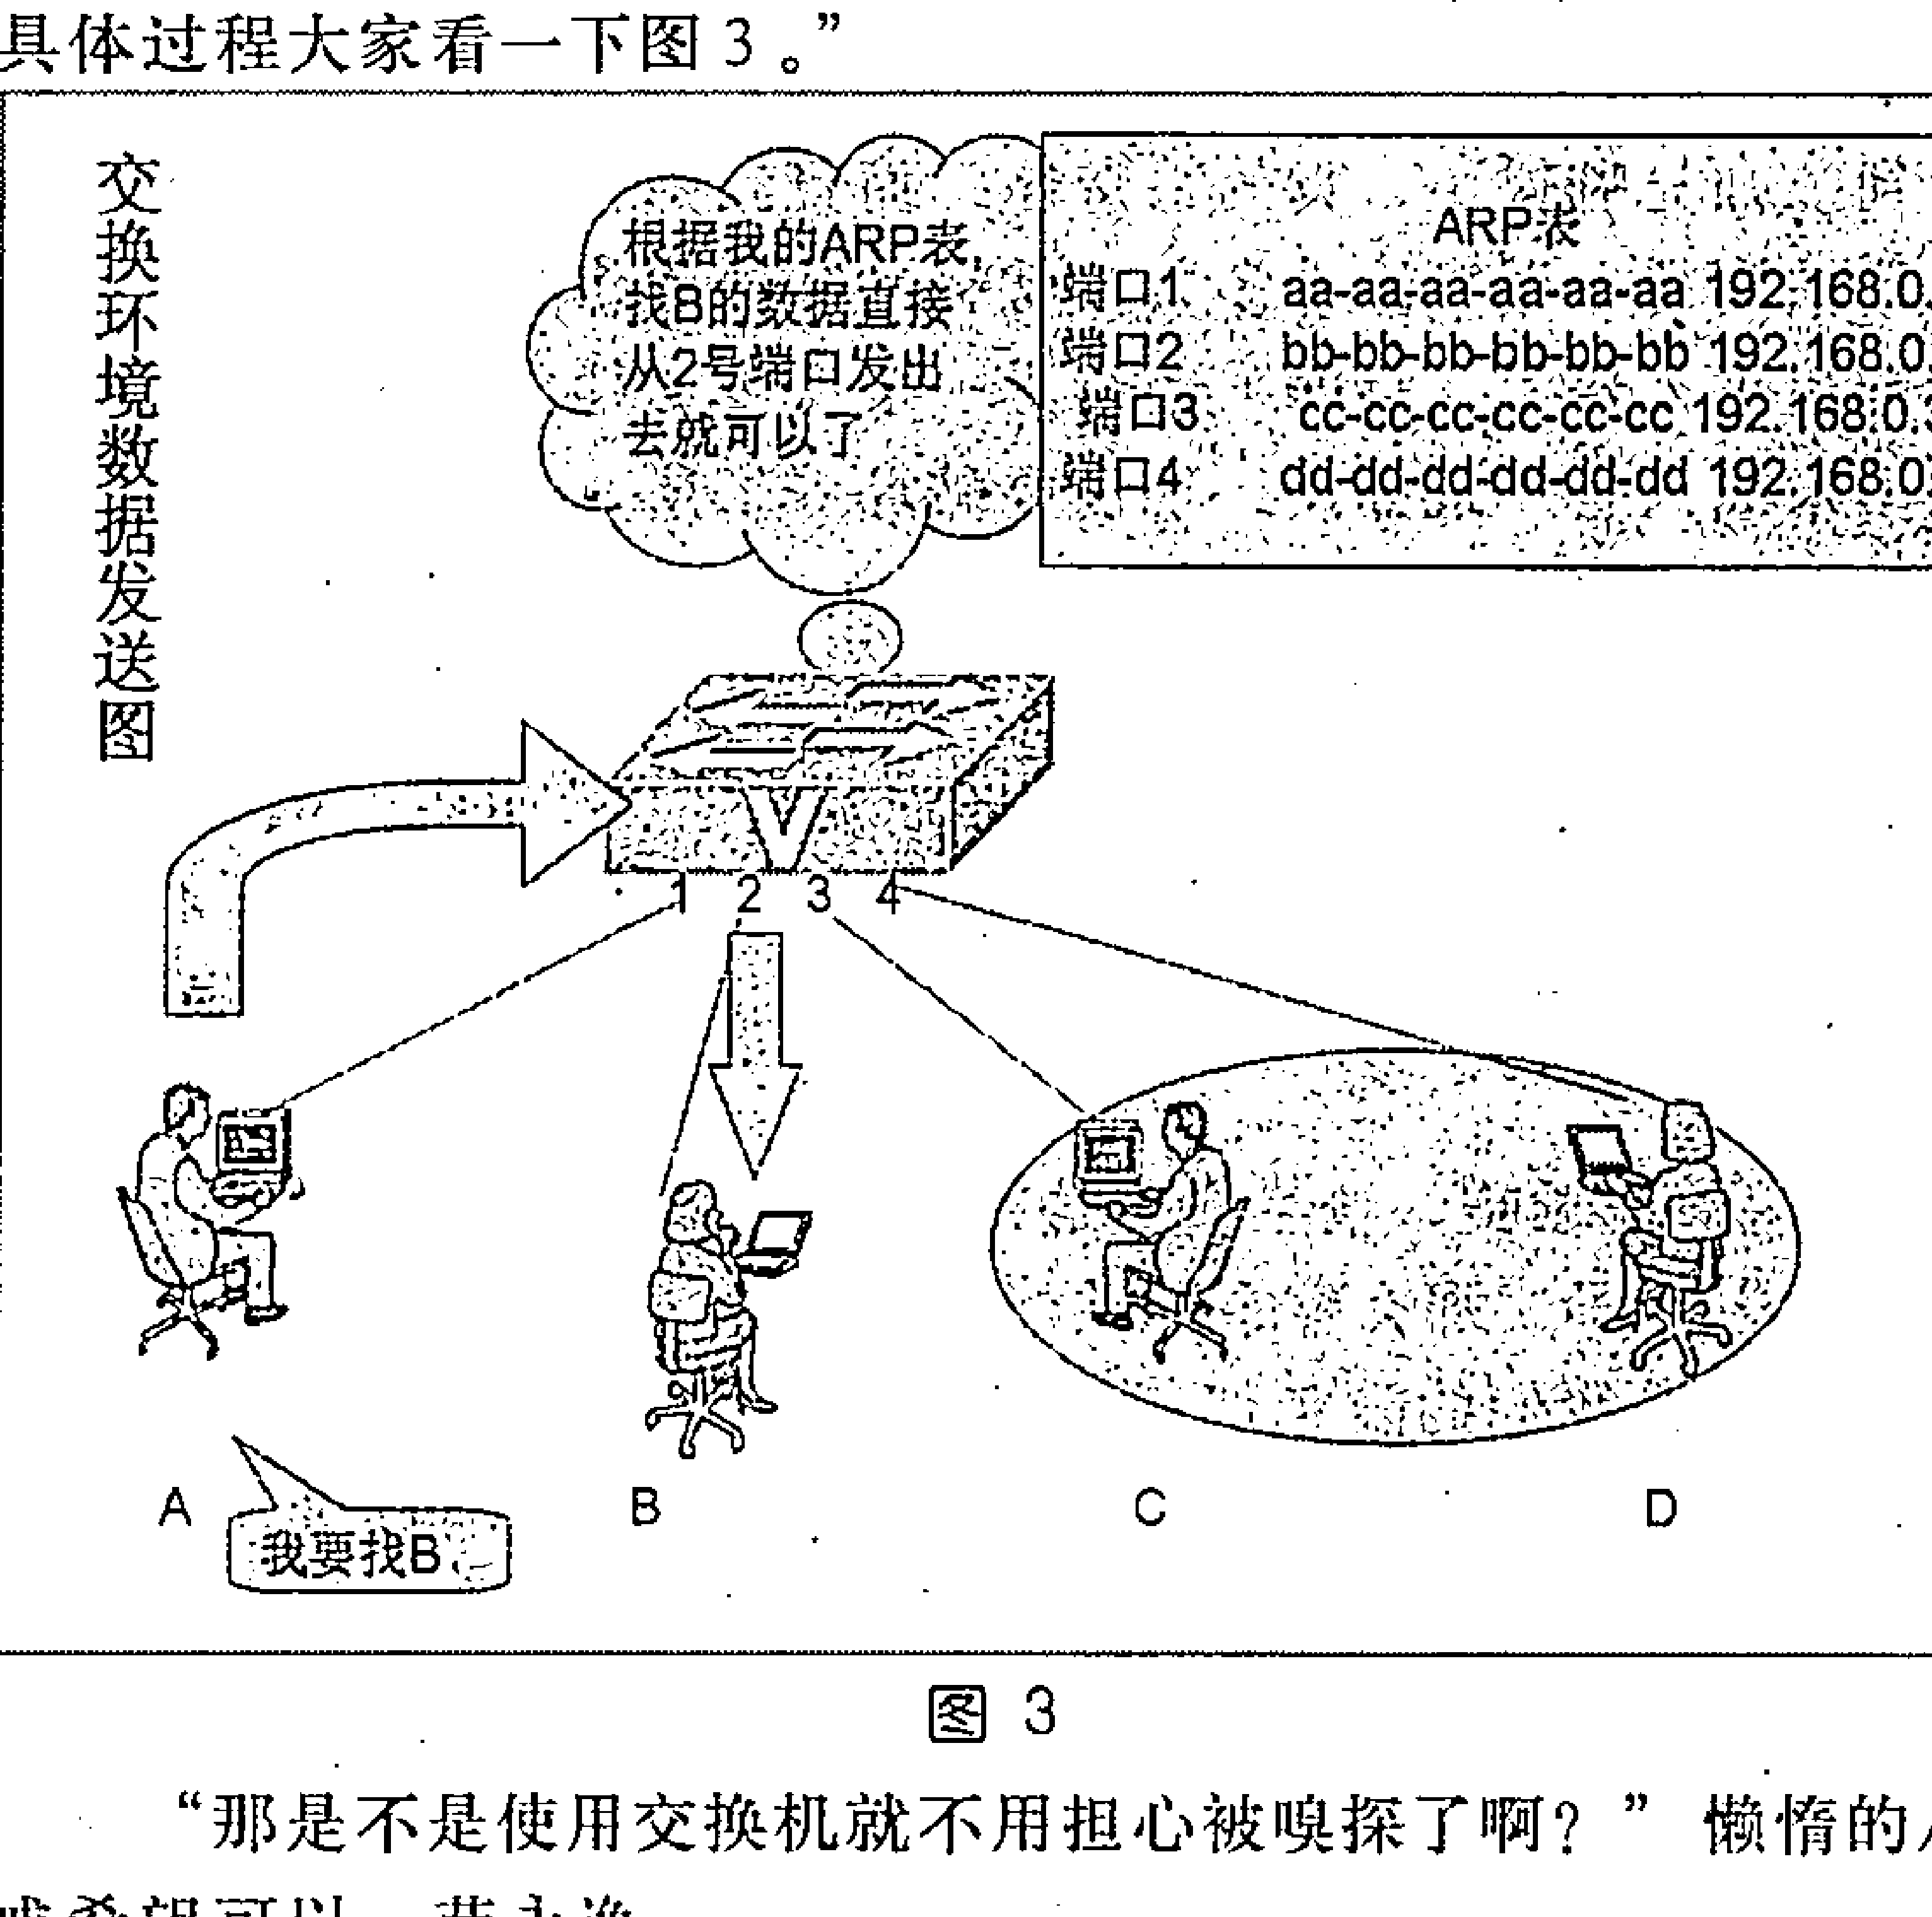 具体过程大家看一下图 3 。”
交换环境数据发送图
根据我的ARP表,
找B的数据直接
从2号端口发出
去就可以了
ARP表
端口1 aa-aa-aa-aa-aa-aa 192.168.0.
端口2 bb-bb-bb-bb-bb-bb 192.168.0.
端口3 cc-cc-cc-cc-cc-cc 192.168.0.3
端口4 dd-dd-dd-dd-dd-dd 192.168.0.
1 2 3 4
A B C D
我要找B
图 3
“那是不是使用交换机就不用担心被嗅探了啊？” 懒惰的